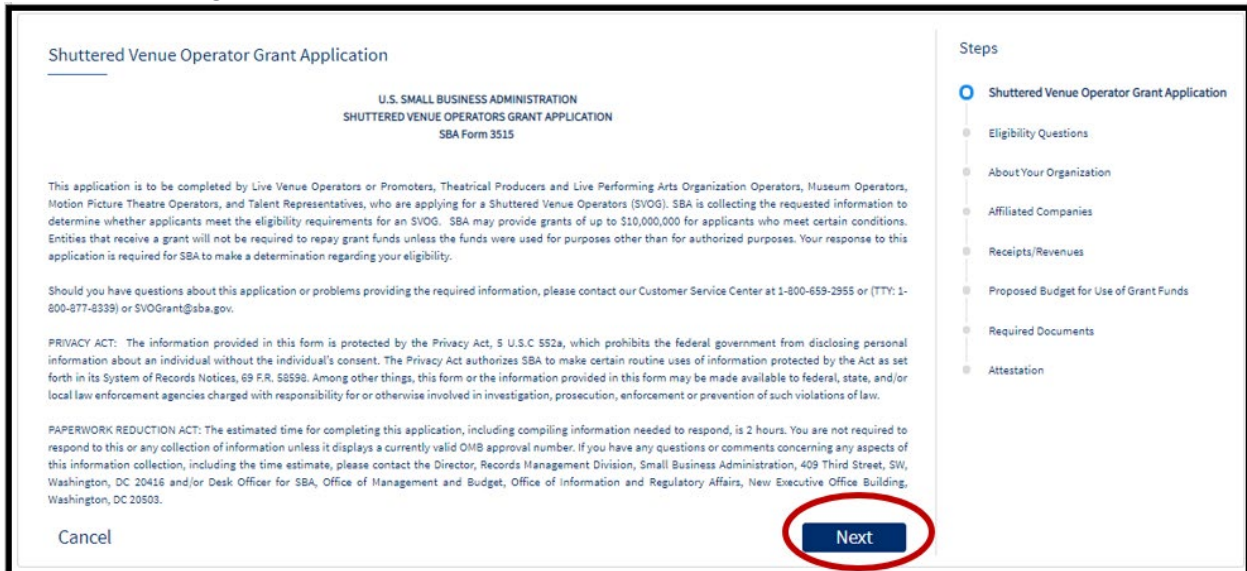 Shuttered Venue Operator Grant Application
U.S. SMALL BUSINESS ADMINISTRATION
SHUTTERED VENUE OPERATORS GRANT APPLICATION
SBA Form 3515
This application is to be completed by Live Venue Operators or Promoters, Theatrical Producers and Live Performing Arts Organization Operators, Museum Operators,
Motion Picture Theatre Operators, and Talent Representatives, who are applying for a Shuttered Venue Operators (SVOG). SBA is collecting the requested information to
determine whether applicants meet the eligibility requirements for an SVOG. SBA may provide grants of up to $10,000,000 for applicants who meet certain conditions.
Entities that receive a grant will not be required to repay grant funds unless the funds were used for purposes other than for authorized purposes. Your response to this
application is required for SBA to make a determination regarding your eligibility.
Should you have questions about this application or problems providing the required information, please contact our Customer Service Center at 1-800-659-2955 or (TTY: 1-
800-877-8339) or SVOGrant@sba.gov.
PRIVACY ACT: The information provided in this form is protected by the Privacy Act, 5 U.S.C 552a, which prohibits the federal government from disclosing personal
information about an individual without the individual's consent. The Privacy Act authorizes SBA to make certain routine uses of information protected by the Act as set
forth in its System of Records Notices, 69 F.R. 58598. Among other things, this form or the information provided in this form may be made available to federal, state, and/or
local law enforcement agencies charged with responsibility for or otherwise involved in investigation, prosecution, enforcement or prevention of such violations of law.
PAPERWORK REDUCTION ACT: The estimated time for completing this application, including compiling information needed to respond, is 2 hours. You are not required to
respond to this or any collection of information unless it displays a currently valid OMB approval number. If you have any questions or comments concerning any aspects of
this information collection, including the time estimate, please contact the Director, Records Management Division, Small Business Administration, 409 Third Street, SW,
Washington, DC 20416 and/or Desk Officer for SBA, Office of Management and Budget, Office of Information and Regulatory Affairs, New Executive Office Building,
Washington, DC 20503.
Cancel
Next
Steps
Shuttered Venue Operator Grant Application
Eligibility Questions
About Your Organization
Affiliated Companies
Receipts/Revenues
Proposed Budget for Use of Grant Funds
Required Documents
Attestation